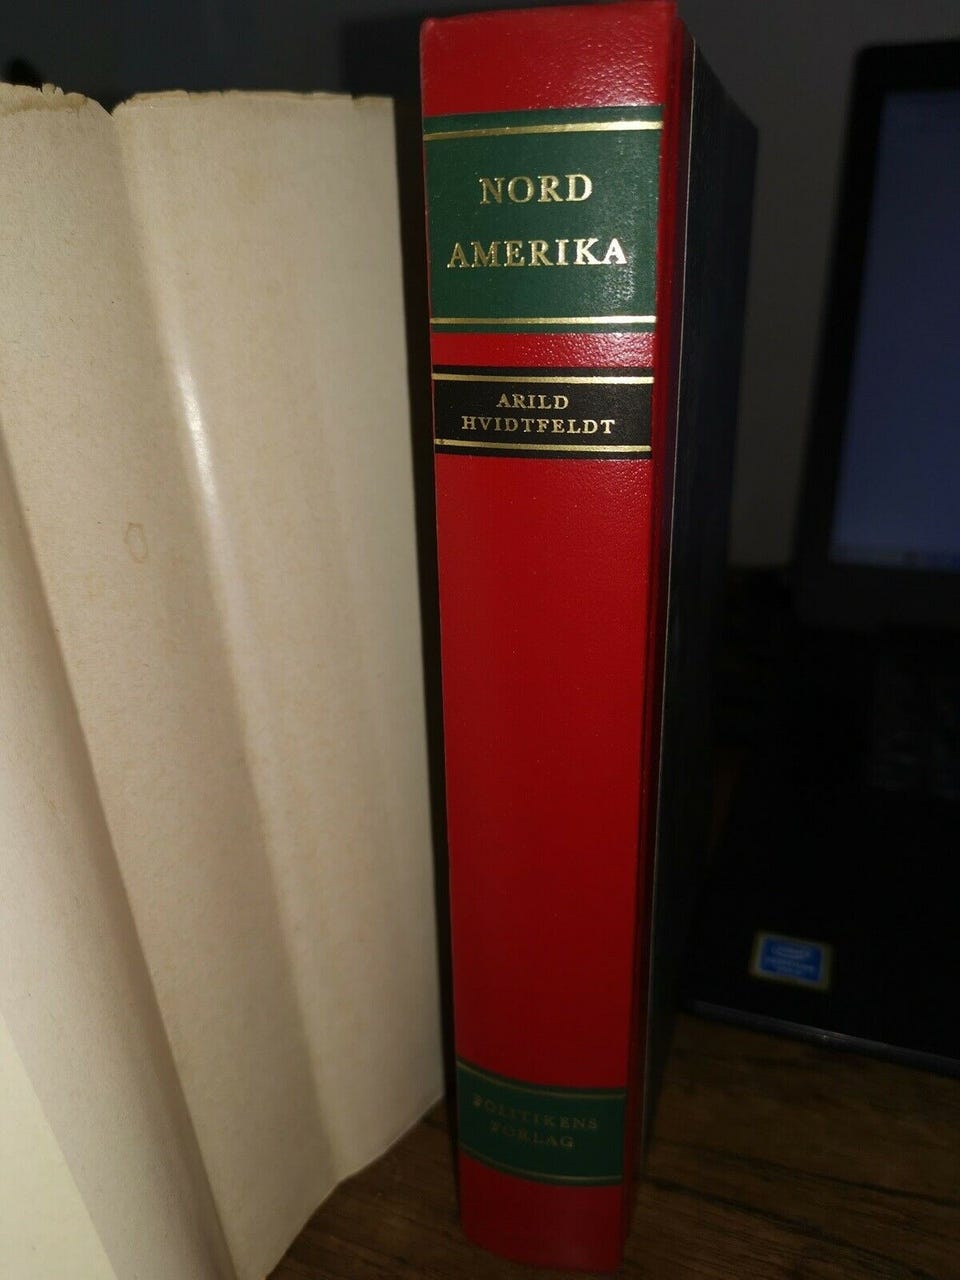 NORD
AMERIKA
ARILD
HVIDTFELDT
POLITIKENS
FORLAG